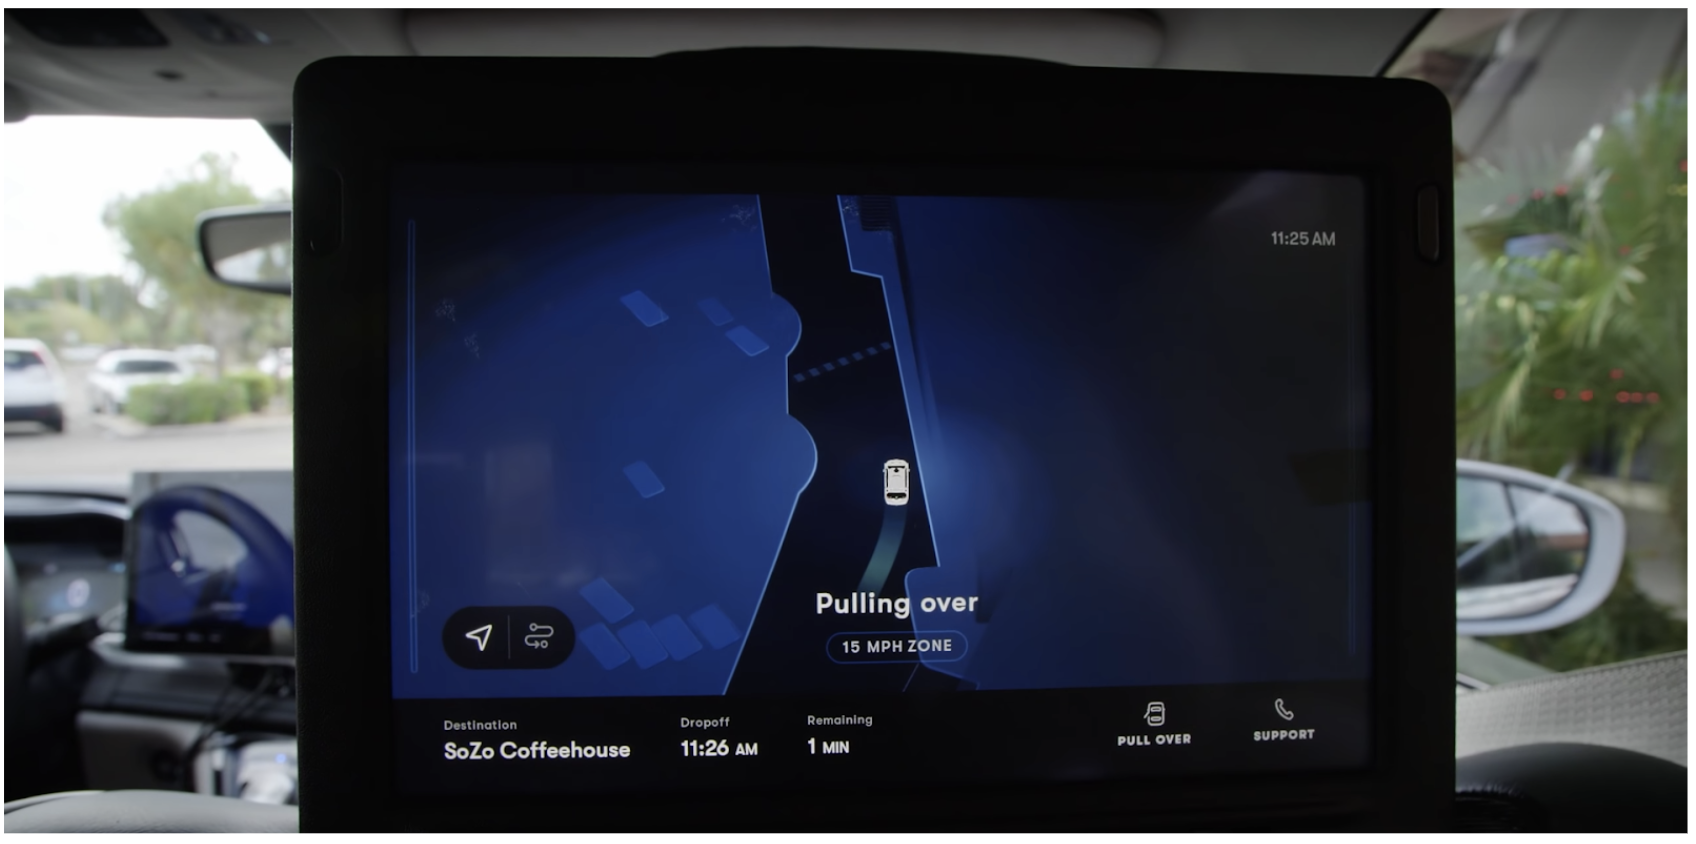 11:25 AM
Pulling over
15 MPH ZONE
Destination
SoZo Coffeehouse
Dropoff
11:26 AM
Remaining
1 MIN
PULL OVER
SUPPORT